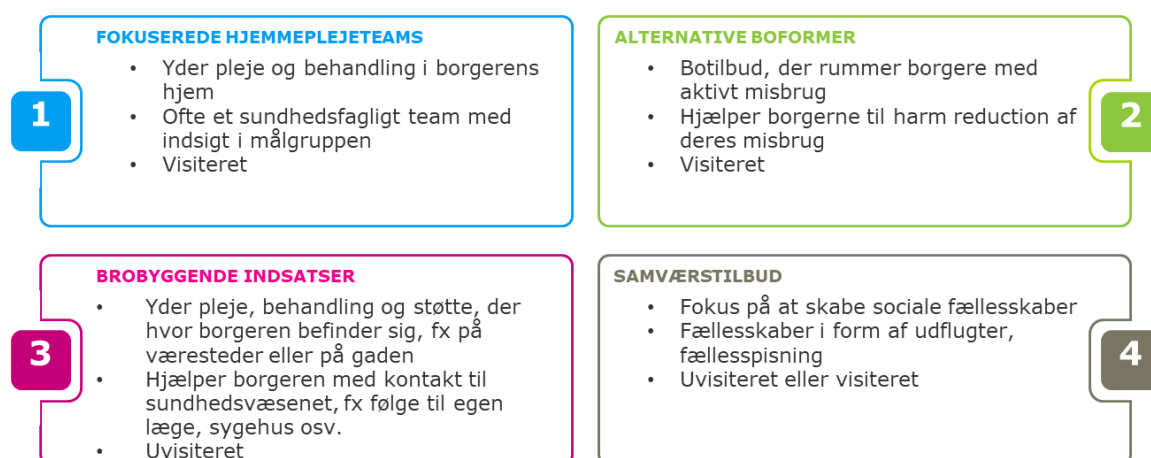 FOKUSEREDE HJEMMEPLEJETEAMS
• Yder pleje og behandling i borgerens
hjem
• Ofte et sundhedsfagligt team med
indsigt i målgruppen
• Visiteret
1
ALTERNATIVE BOFORMER
• Botilbud, der rummer borgere med
aktivt misbrug
• Hjælper borgerne til harm reduction af
deres misbrug
• Visiteret
2
BROBYGGENDE INDSATSER
• Yder pleje, behandling og støtte, der
hvor borgeren befinder sig, fx på
væresteder eller på gaden
• Hjælper borgeren med kontakt til
sundhedsvæsenet, fx følge til egen
læge, sygehus osv.
• Uvisiteret
3
SAMVÆRSTILBUD
• Fokus på at skabe sociale fællesskaber
• Fællesskaber i form af udflugter,
fællesspisning
• Uvisiteret eller visiteret
4